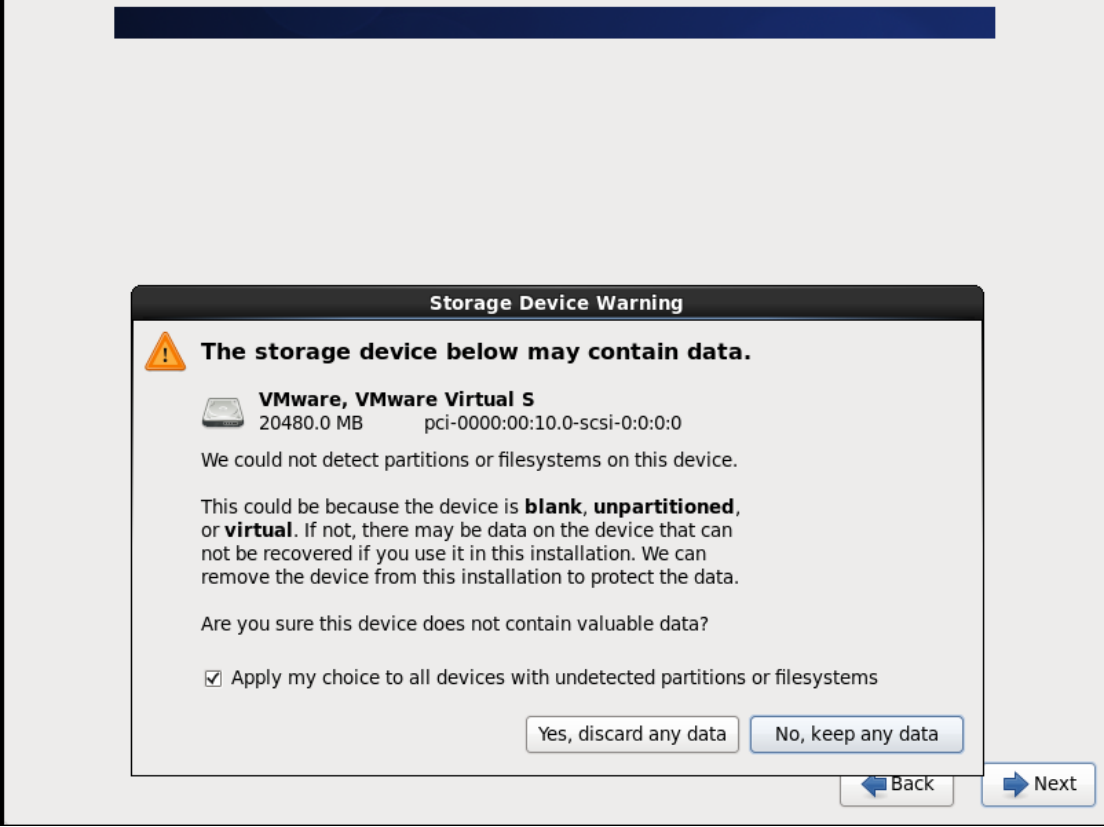 Storage Device Warning
The storage device below may contain data.
VMware, VMware Virtual S
20480.0 MB pci-0000:00:10.0-scsi-0:0:0:0
We could not detect partitions or filesystems on this device.
This could be because the device is blank, unpartitioned,
or virtual. If not, there may be data on the device that can
not be recovered if you use it in this installation. We can
remove the device from this installation to protect the data.
Are you sure this device does not contain valuable data?
Apply my choice to all devices with undetected partitions or filesystems
Yes, discard any data No, keep any data
Back Next